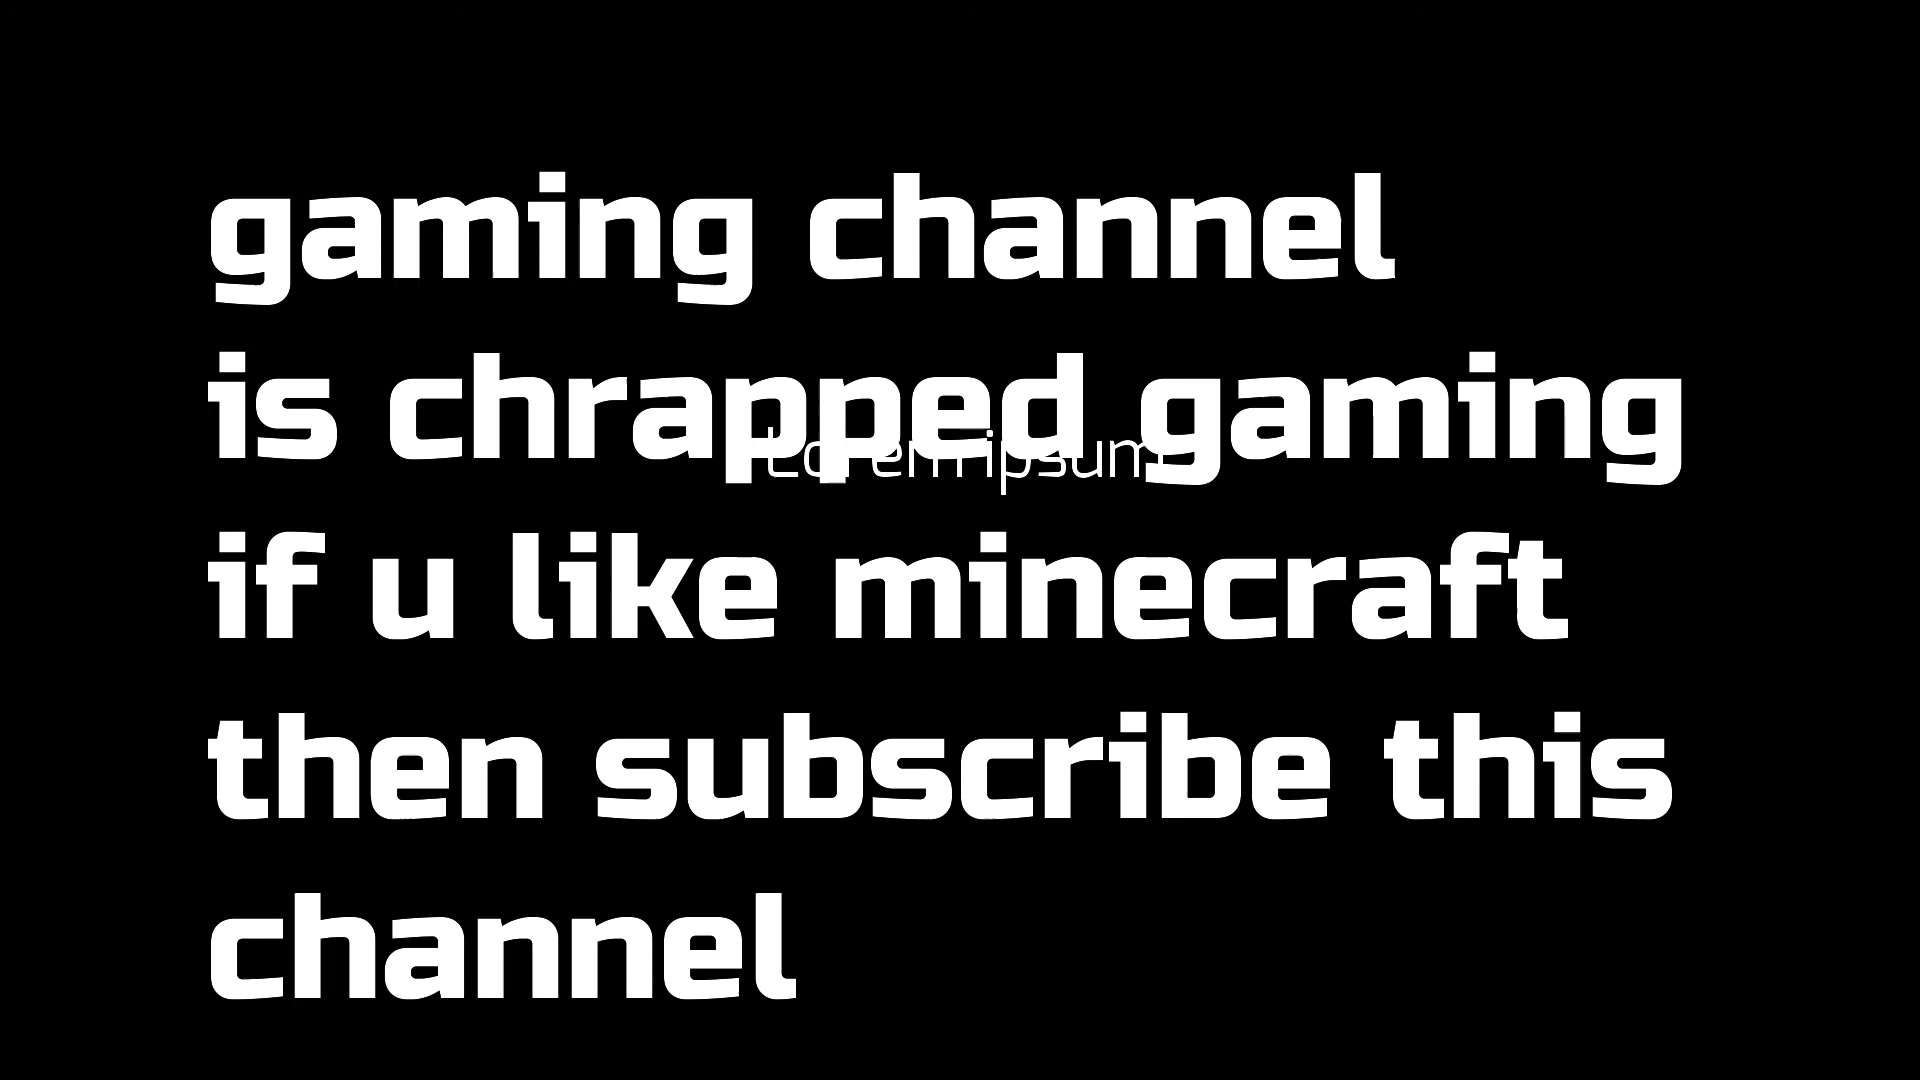 gaming channel
is chrapped gaming
Lorem ipsum
if u like minecraft
then subscribe this
channel